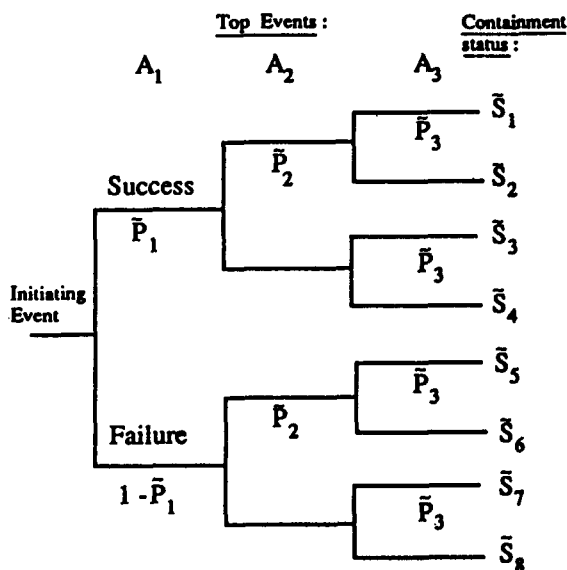 Top Events :
Containment
status :
A₁
A₂
A₃
S̃₁
P̃₃
P̃₂
S̃₂
Success
P̃₁
S̃₃
P̃₃
Initiating
Event
S̃₄
S̃₅
P̃₃
P̃₂
S̃₆
Failure
1 - P̃₁
S̃₇
P̃₃
S̃₈